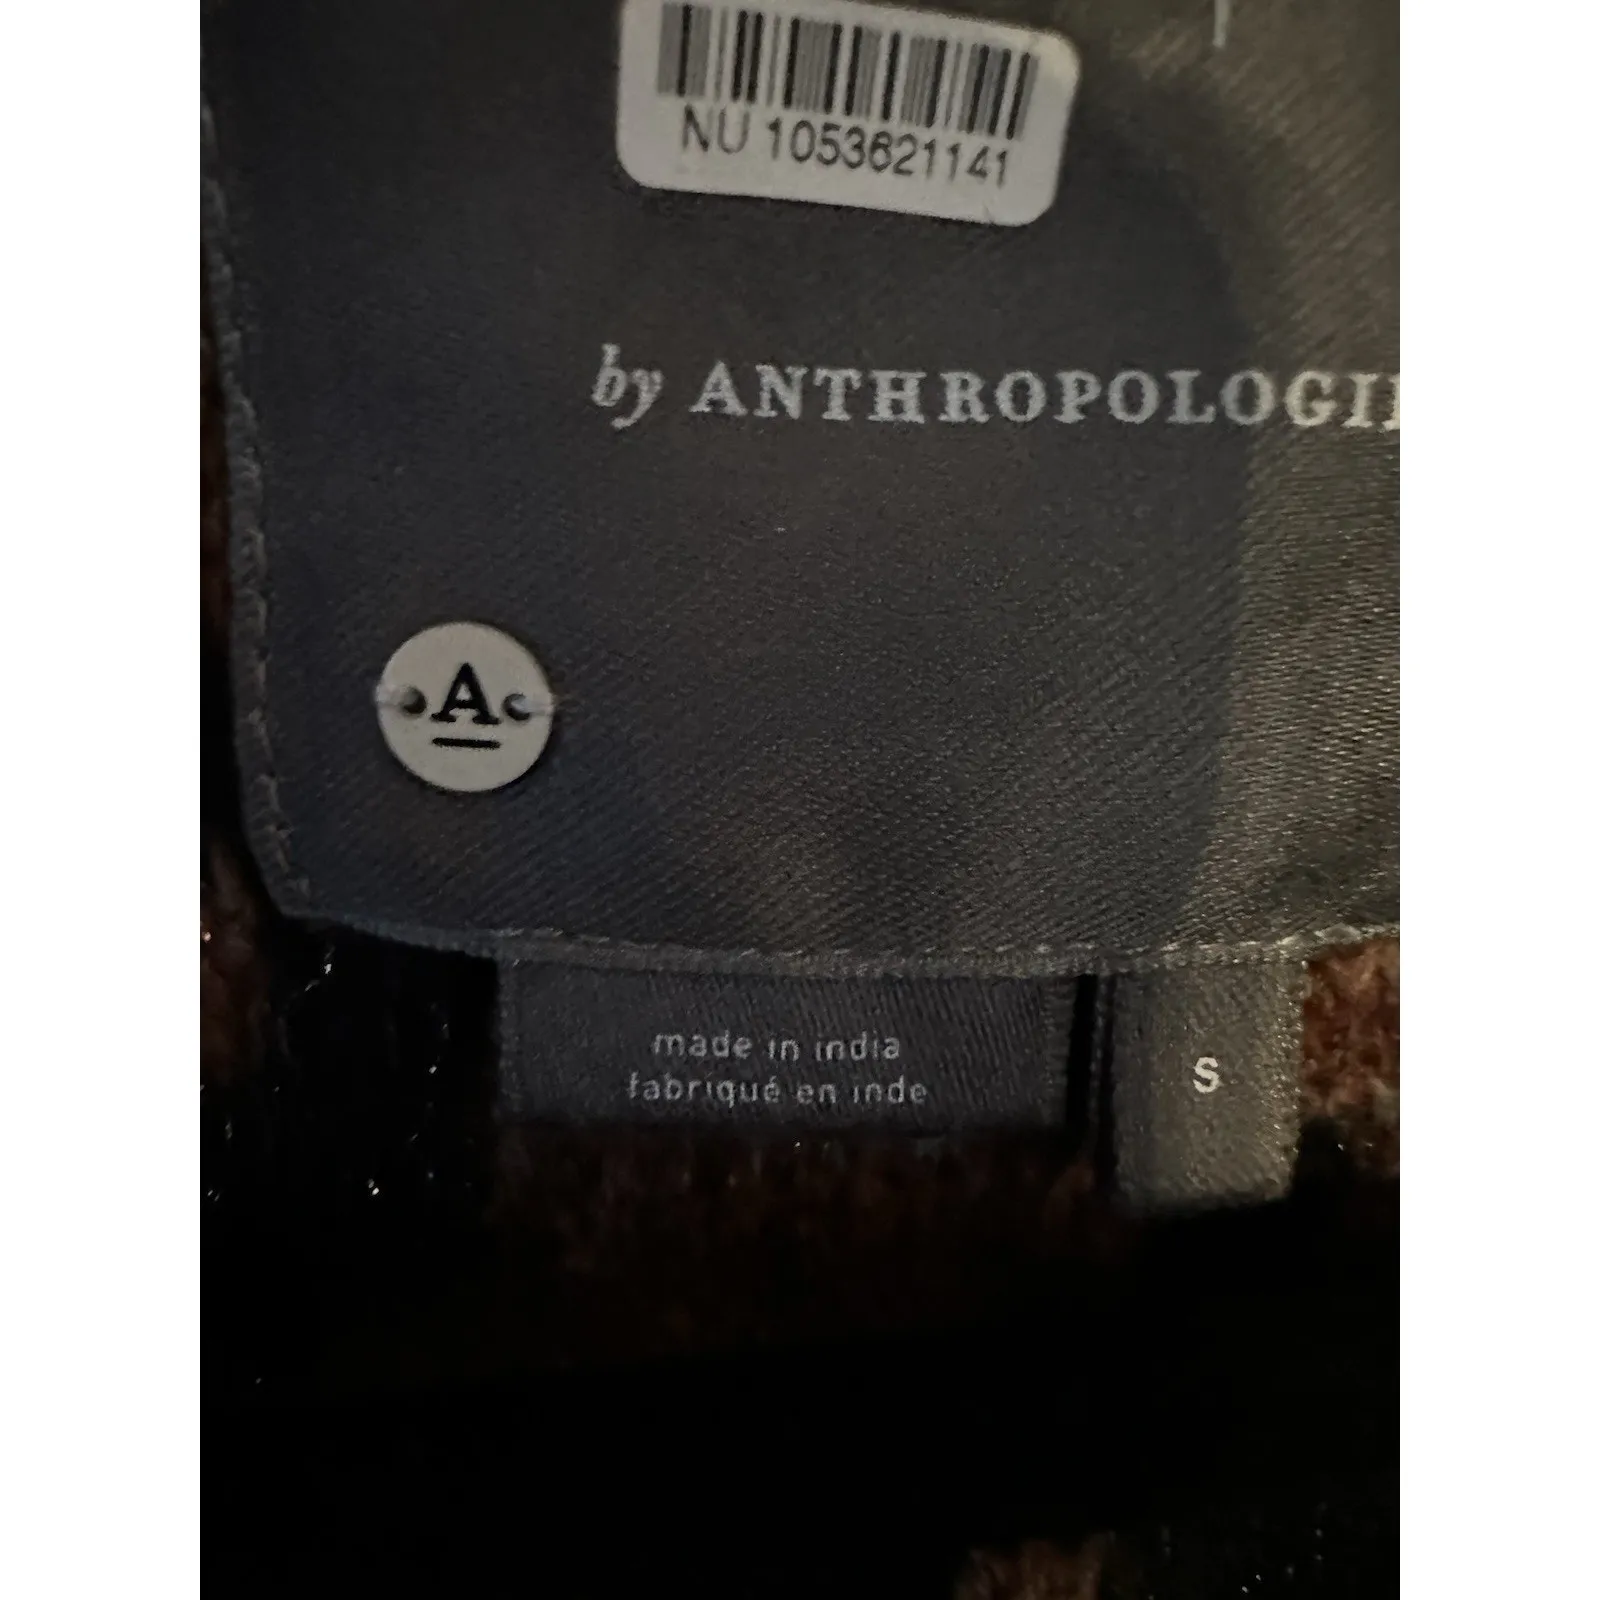 NU 1053621141
by ANTHROPOLOGIE
A
made in india
fabriqué en inde
S